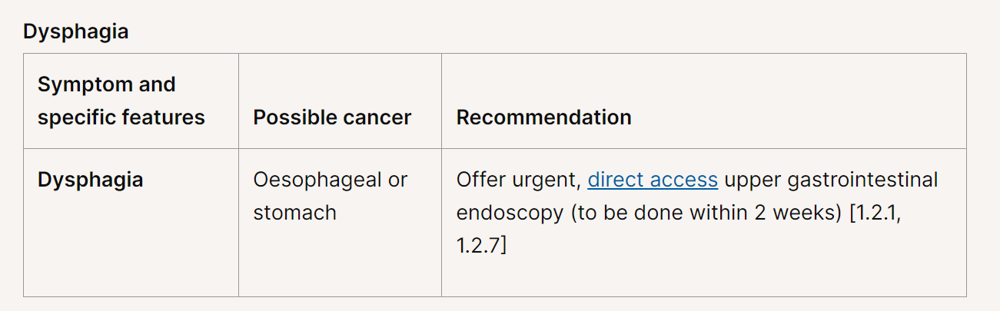 Dysphagia
Symptom and
specific features
Possible cancer
Recommendation
Dysphagia
Oesophageal or
stomach
Offer urgent, direct access upper gastrointestinal
endoscopy (to be done within 2 weeks) [1.2.1,
1.2.7]